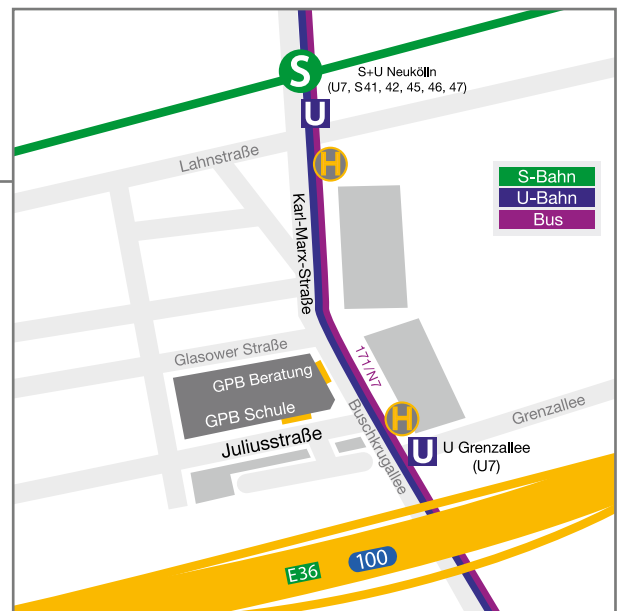 S
S+U Neukölln
(U7, S41, 42, 45, 46, 47)
U
Lahnstraße
H
S-Bahn
U-Bahn
Bus
Karl-Marx-Straße
Glasower Straße
171/N7
GPB Beratung
GPB Schule
Juliusstraße
Buschkrugallee
H
Grenzallee
U
U Grenzallee
(U7)
E36
100